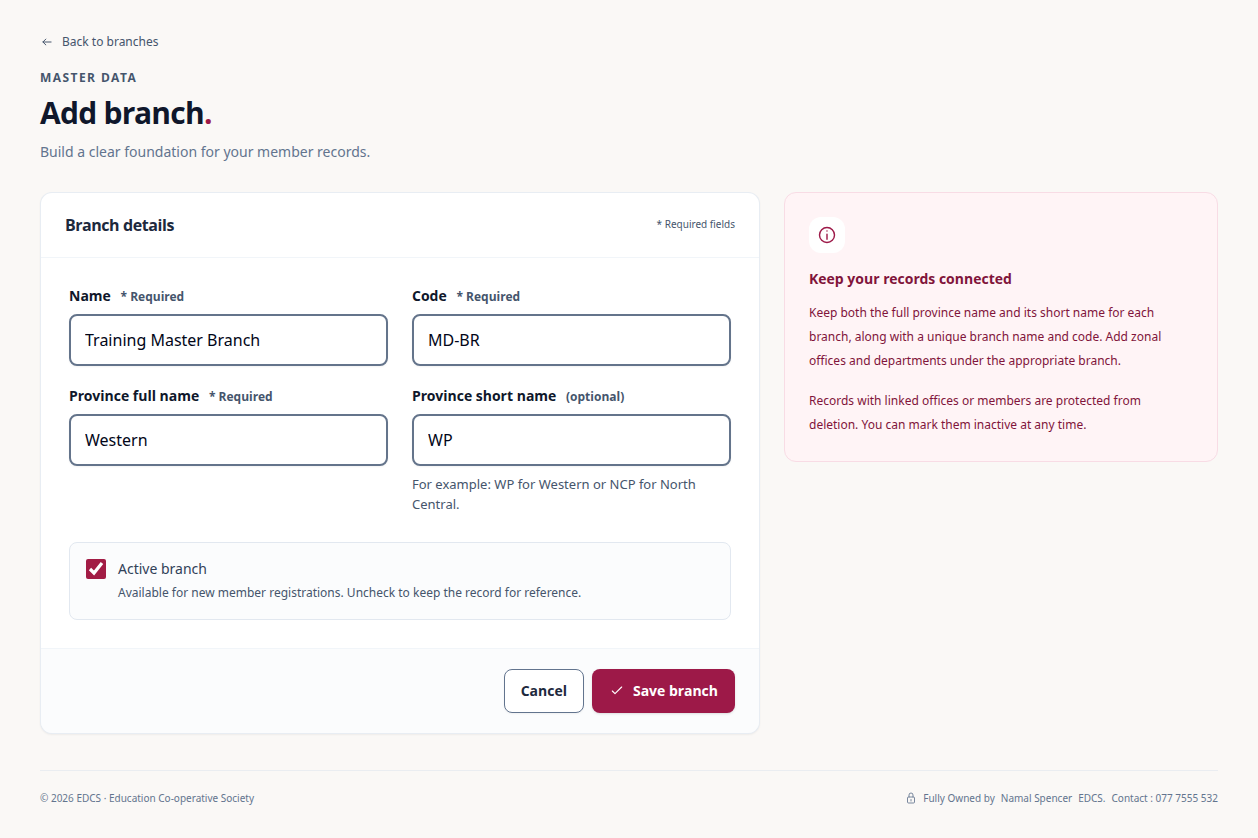 Back to branches
MASTER DATA
Add branch.
Build a clear foundation for your member records.
Branch details
* Required fields
Name * Required
Training Master Branch
Code * Required
MD-BR
Province full name * Required
Western
Province short name (optional)
WP
For example: WP for Western or NCP for North
Central.
Active branch
Available for new member registrations. Uncheck to keep the record for reference.
Cancel
Save branch
Keep your records connected
Keep both the full province name and its short name for each
branch, along with a unique branch name and code. Add zonal
offices and departments under the appropriate branch.
Records with linked offices or members are protected from
deletion. You can mark them inactive at any time.
© 2026 EDCS · Education Co-operative Society
Fully Owned by Namal Spencer EDCS. Contact : 077 7555 532